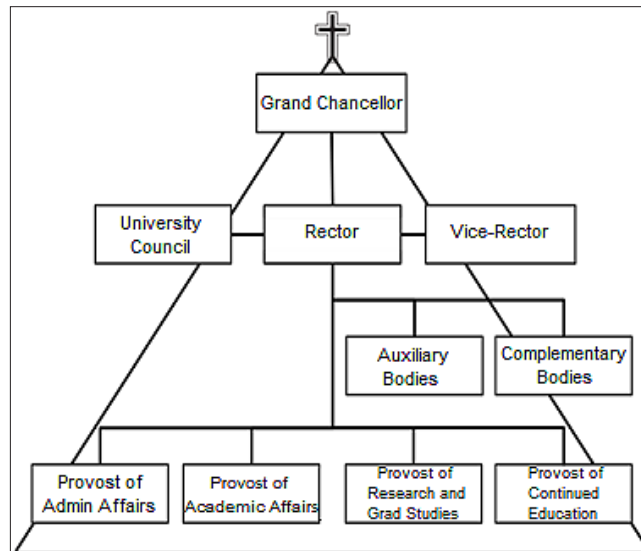 Grand Chancellor
University
Council
Rector
Vice-Rector
Auxiliary
Bodies
Complementary
Bodies
Provost of
Admin Affairs
Provost of
Academic Affairs
Provost of
Research and
Grad Studies
Provost of
Continued
Education